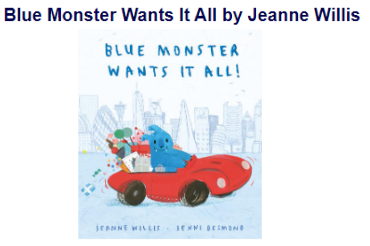 Blue Monster Wants It All by Jeanne Willis
BLUE MONSTER
WANTS IT ALL!
JEANNE WILLIS · JENNI DESMOND